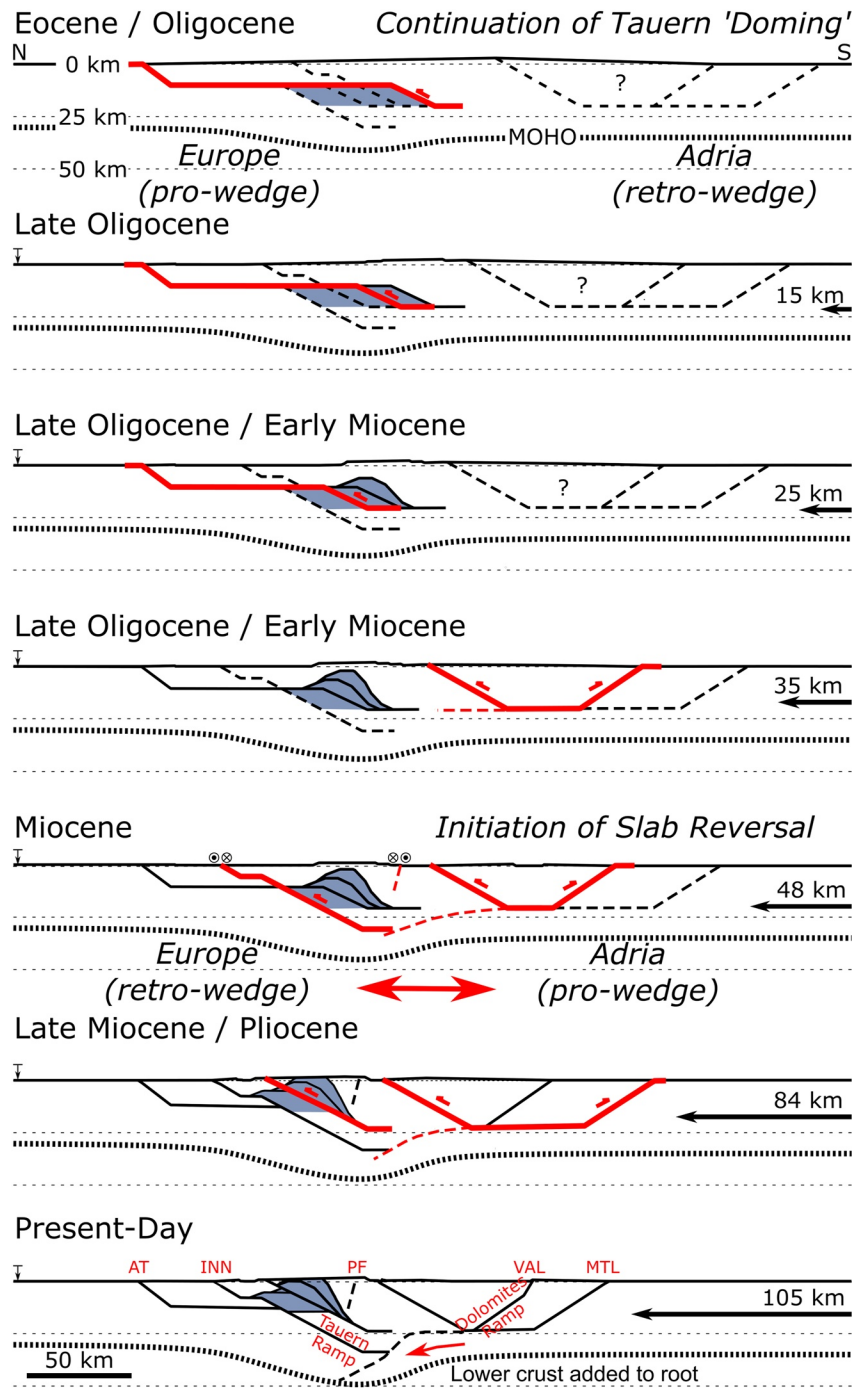 Eocene / Oligocene
Continuation of Tauern 'Doming'
N
0 km
S
?
25 km
MOHO
Europe
Adria
50 km
(pro-wedge)
(retro-wedge)
Late Oligocene
?
15 km
Late Oligocene / Early Miocene
?
25 km
Late Oligocene / Early Miocene
35 km
Miocene
Initiation of Slab Reversal
48 km
Europe
Adria
(retro-wedge)
(pro-wedge)
Late Miocene / Pliocene
84 km
Present-Day
AT
INN
PF
VAL
MTL
105 km
Tauern
Ramp
Dolomites
Ramp
50 km
Lower crust added to root